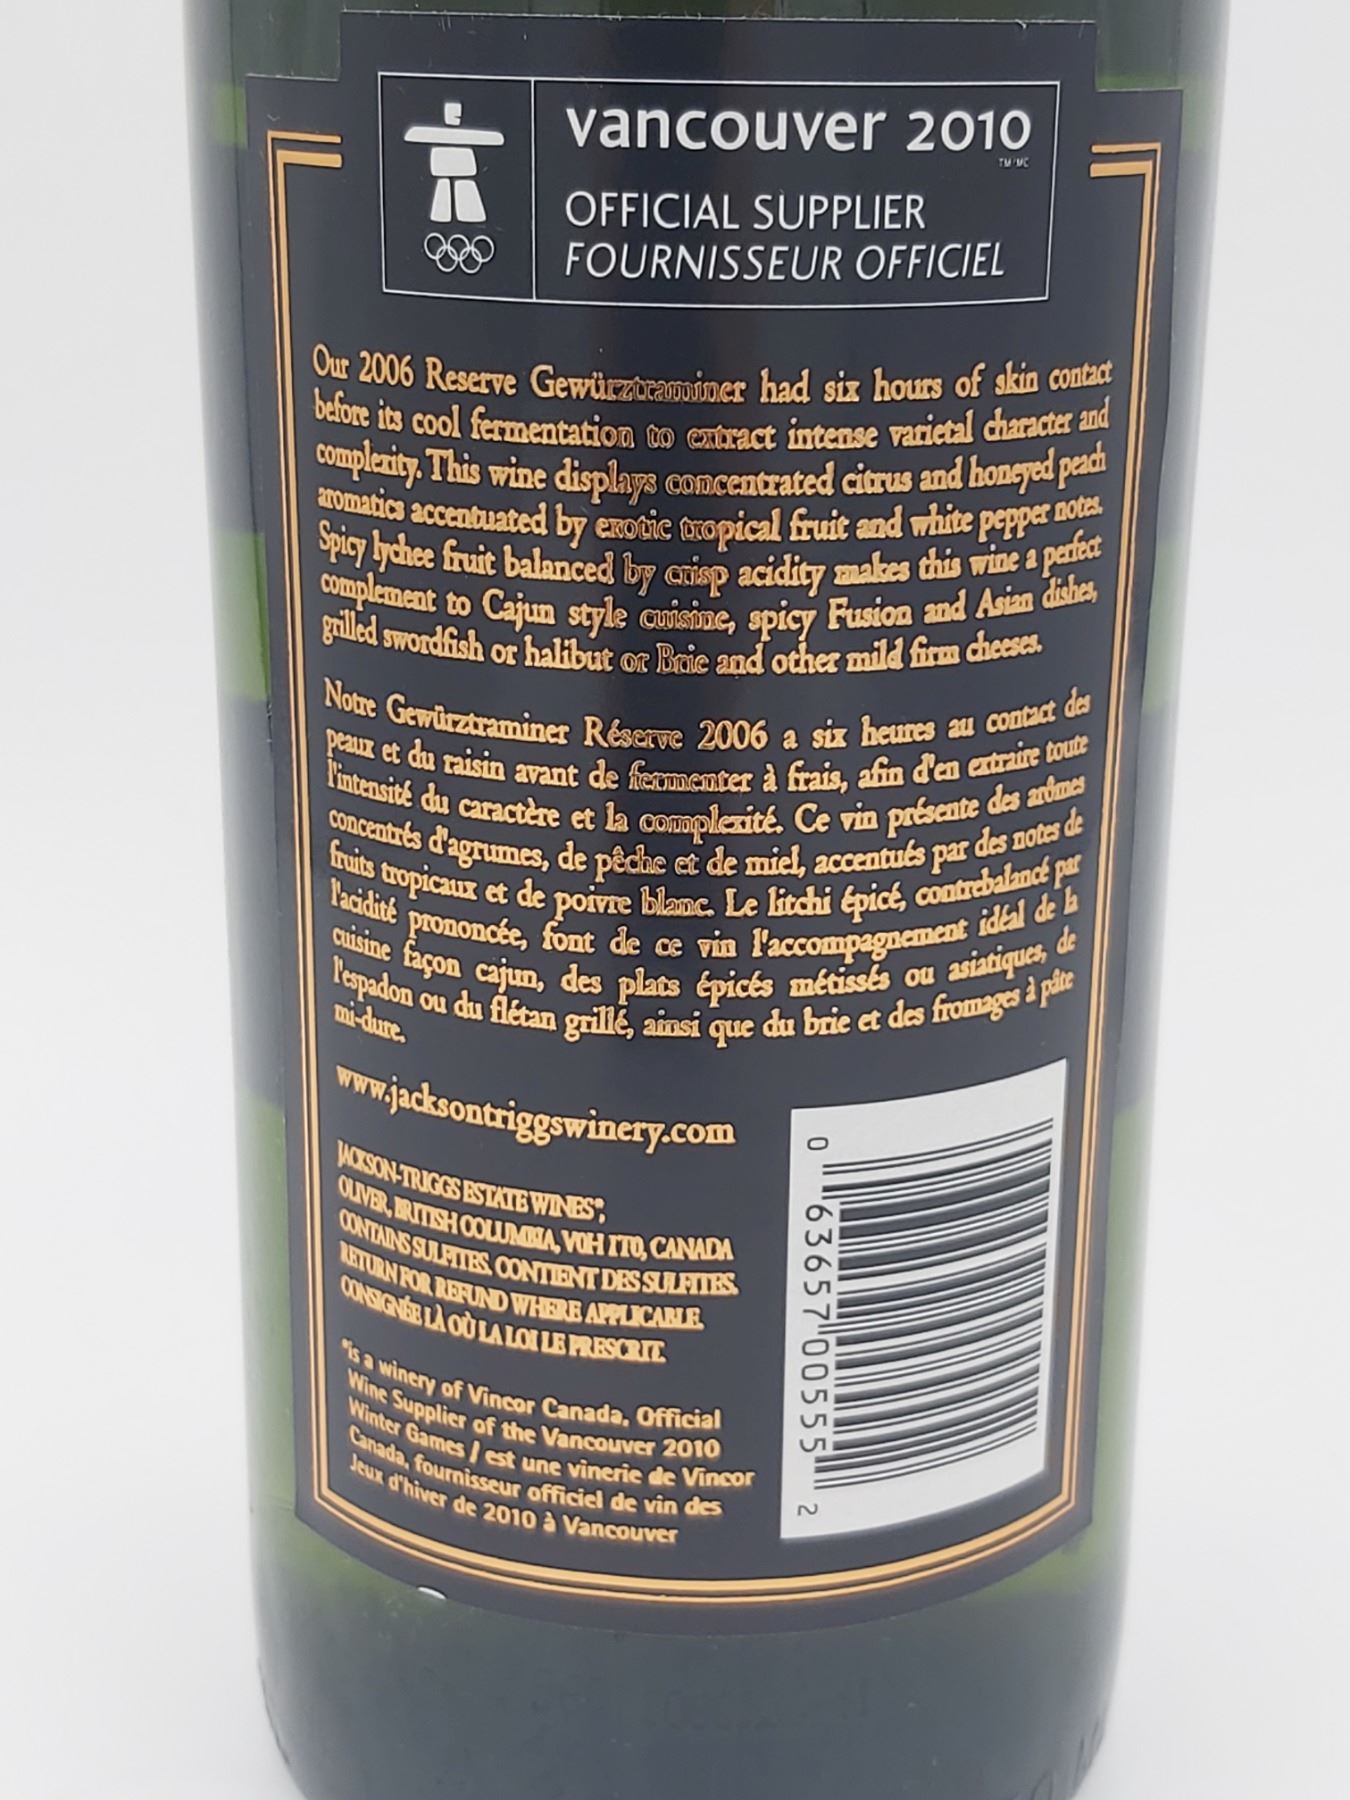 vancouver 2010
TM/MC
OFFICIAL SUPPLIER
FOURNISSEUR OFFICIEL
Our 2006 Reserve Gewürztraminer had six hours of skin contact
before its cool fermentation to extract intense varietal character and
complexity. This wine displays concentrated citrus and honeyed peach
aromatics accentuated by exotic tropical fruit and white pepper notes.
Spicy lychee fruit balanced by crisp acidity makes this wine a perfect
complement to Cajun style cuisine, spicy Fusion and Asian dishes,
grilled swordfish or halibut or Brie and other mild firm cheeses.
Notre Gewürztraminer Réserve 2006 a six heures au contact des
peaux et du raisin avant de fermenter à frais, afin d'en extraire toute
l'intensité du caractère et la complexité. Ce vin présente des arômes
concentrés d'agrumes, de pêche et de miel, accentués par des notes de
fruits tropicaux et de poivre blanc. Le litchi épicé, contrebalancé par
l'acidité prononcée, font de ce vin l'accompagnement idéal de la
cuisine façon cajun, des plats épicés métissés ou asiatiques, de
l'espadon ou du flétan grillé, ainsi que du brie et des fromages à pâte
mi-dure.
www.jacksontriggswinery.com
JACKSON-TRIGGS ESTATE WINES*,
OLIVER, BRITISH COLUMBIA, V0H 1T0, CANADA
CONTAINS SULFITES. CONTIENT DES SULFITES.
RETURN FOR REFUND WHERE APPLICABLE.
CONSIGNÉE LÀ OÙ LA LOI LE PRESCRIT.
*is a winery of Vincor Canada, Official
Wine Supplier of the Vancouver 2010
Winter Games / est une vinerie de Vincor
Canada, fournisseur officiel de vin des
Jeux d'hiver de 2010 à Vancouver
0 63657 00555 2